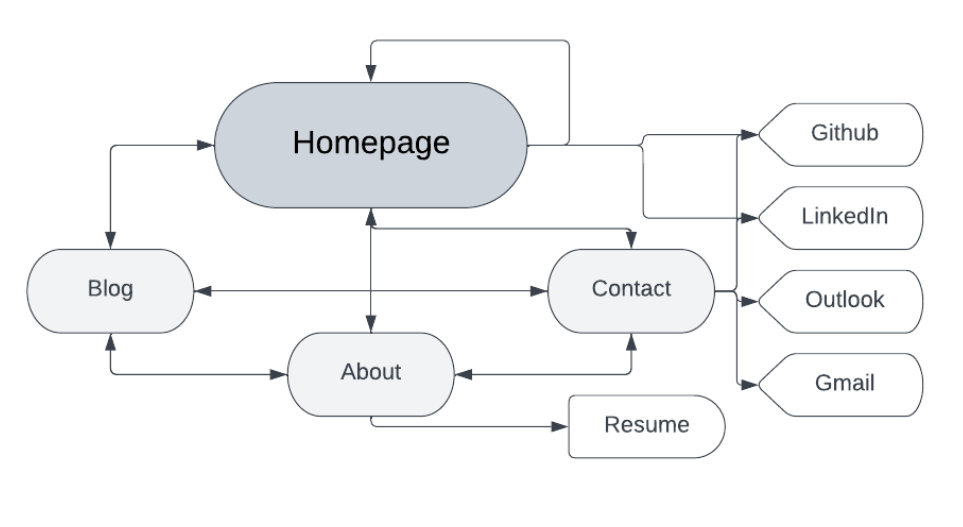 Homepage
Github
LinkedIn
Blog
Contact
Outlook
About
Gmail
Resume